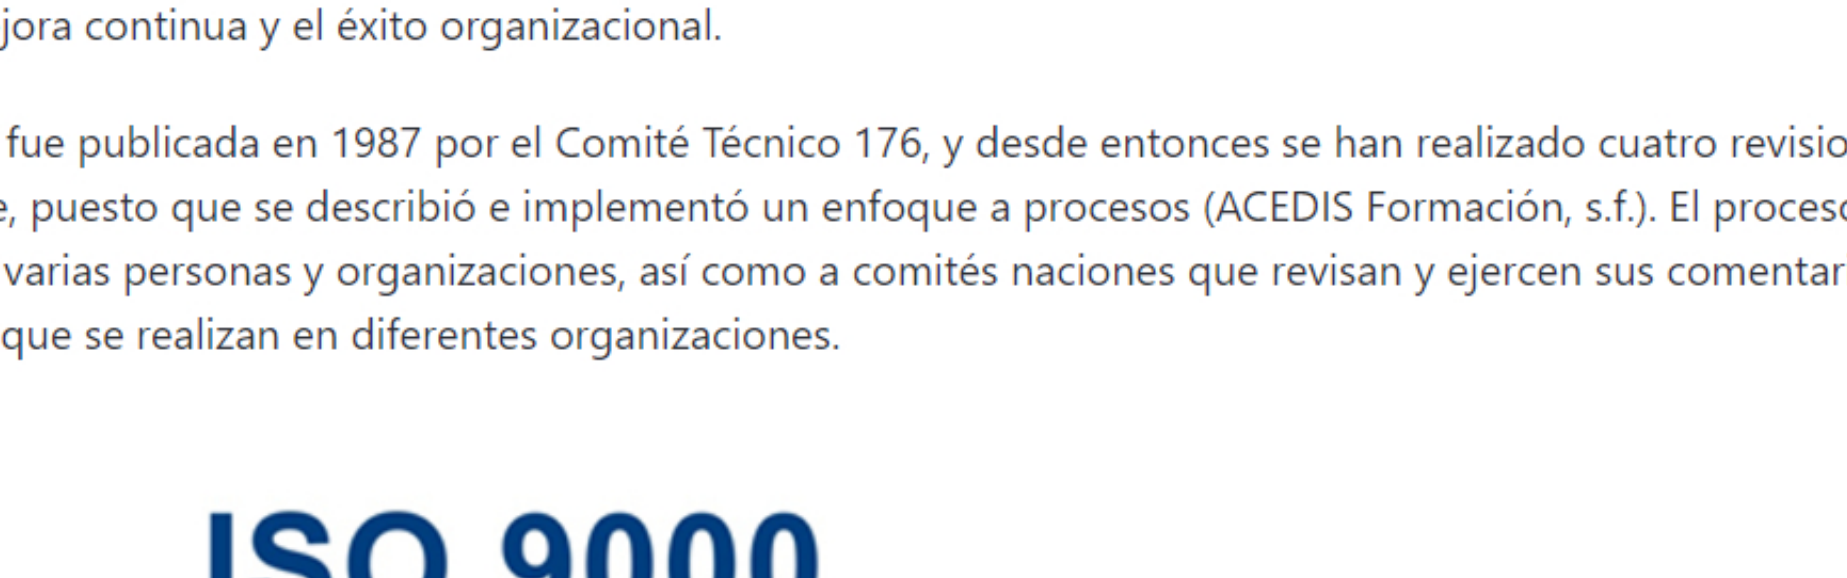 jora continua y el éxito organizacional.
fue publicada en 1987 por el Comité Técnico 176, y desde entonces se han realizado cuatro revisio
e, puesto que se describió e implementó un enfoque a procesos (ACEDIS Formación, s.f.). El proceso
varias personas y organizaciones, así como a comités naciones que revisan y ejercen sus comentar
que se realizan en diferentes organizaciones.
ISO 9000